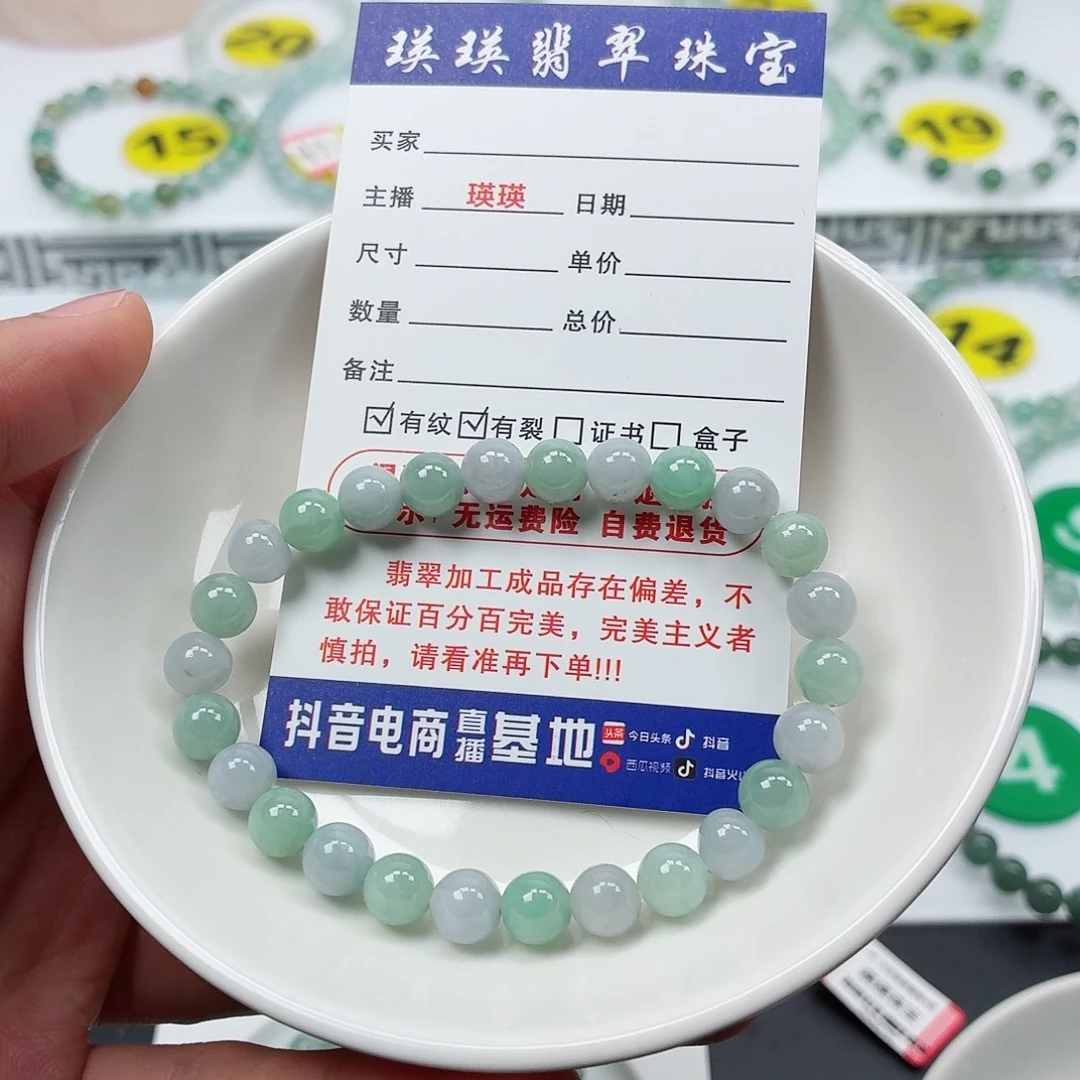 瑛瑛翡翠珠宝
买家
主播 瑛瑛 日期
尺寸 单价
数量 总价
备注
☑有纹☑有裂☐证书☐ 盒子
无运费险 自费退货
翡翠加工成品存在偏差，不
敢保证百分百完美，完美主义者
慎拍，请看准再下单!!!
抖音电商直播基地 头条 今日头条 抖音
西瓜视频 抖音火山
20
15
24
19
14
4